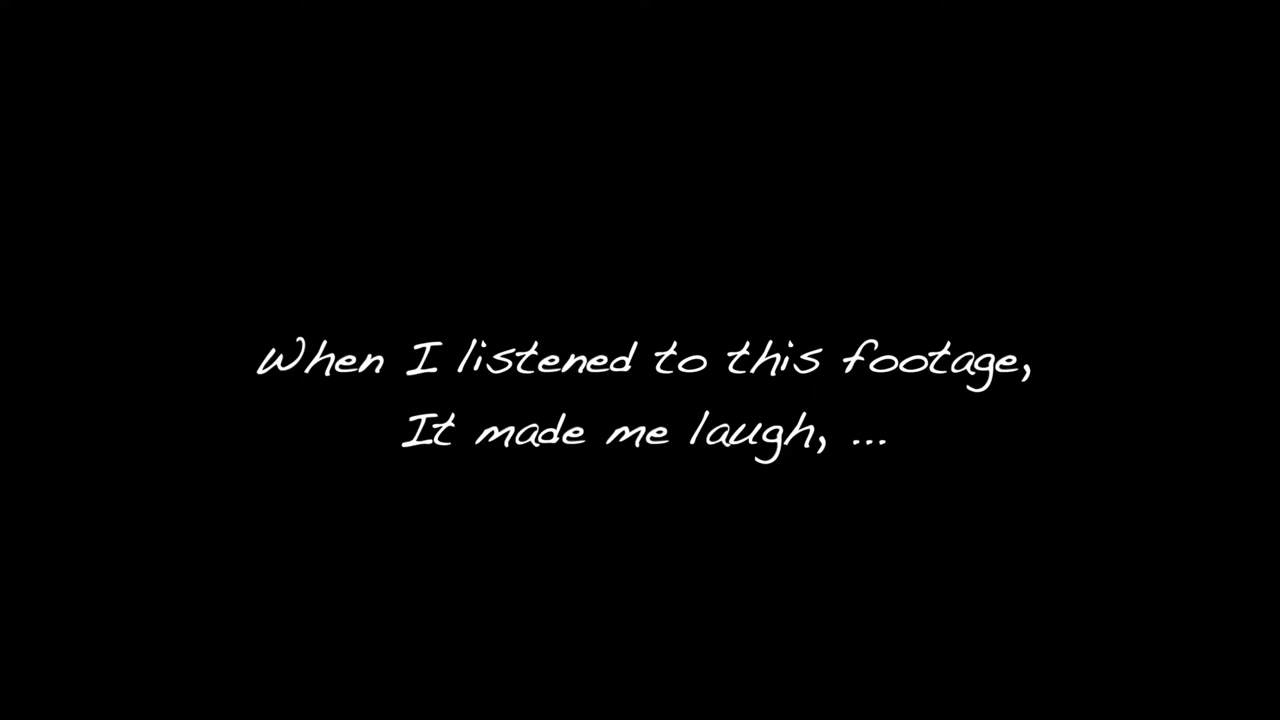 When I listened to this footage,
It made me laugh, ...